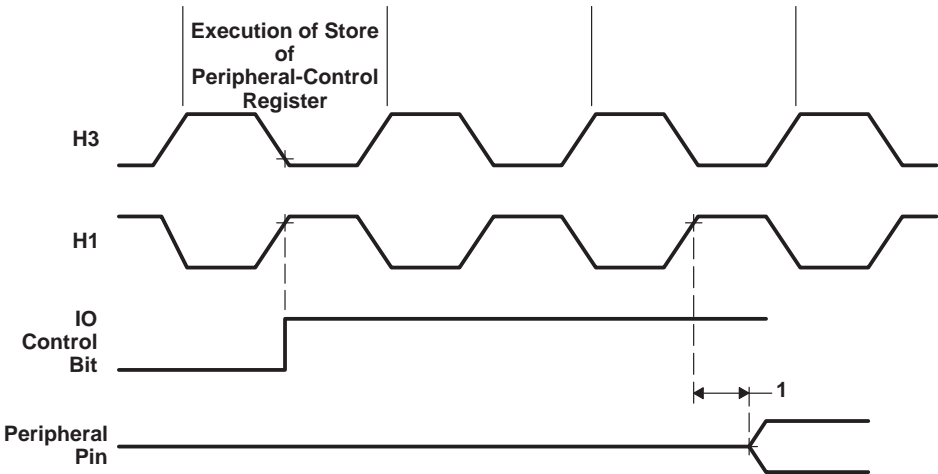 Execution of Store
of
Peripheral-Control
Register
H3
H1
IO
Control
Bit
1
Peripheral
Pin